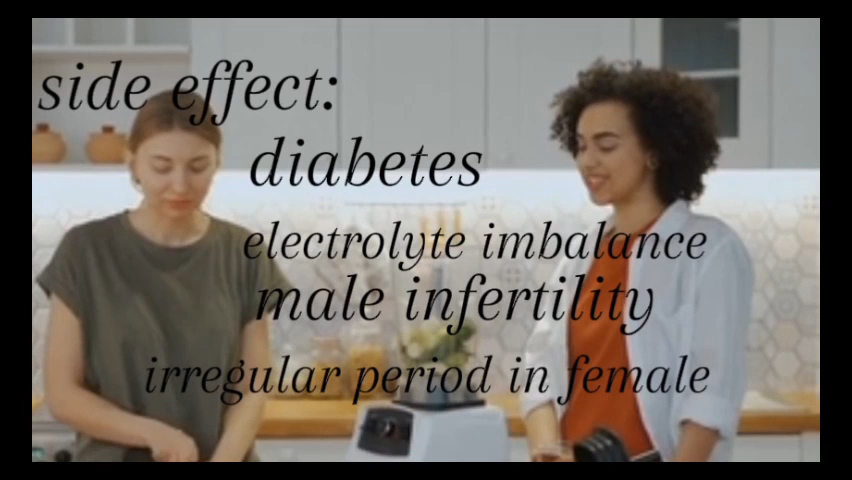 side effect:
diabetes
electrolyte imbalance
male infertility
irregular period in female